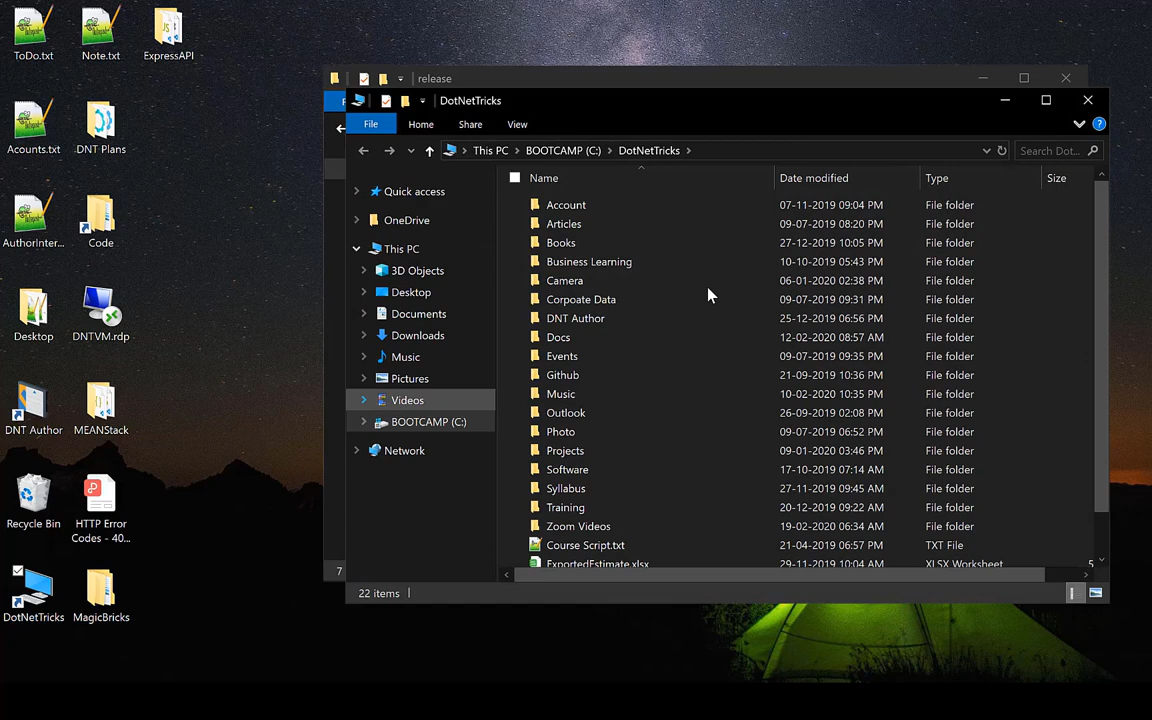 ToDo.txt
Note.txt
ExpressAPI
Acounts.txt
DNT Plans
AuthorInter...
Code
Desktop
DNTVM.rdp
DNT Author
MEANStack
Recycle Bin
HTTP Error
Codes - 40...
DotNetTricks
MagicBricks
release
DotNetTricks
File
Home
Share
View
This PC
BOOTCAMP (C:)
DotNetTricks
Search Dot...
Quick access
OneDrive
This PC
3D Objects
Desktop
Documents
Downloads
Music
Pictures
Videos
BOOTCAMP (C:)
Network
Name Date modified Type Size
Account 07-11-2019 09:04 PM File folder
Articles 09-07-2019 08:20 PM File folder
Books 27-12-2019 10:05 PM File folder
Business Learning 10-10-2019 05:43 PM File folder
Camera 06-01-2020 02:38 PM File folder
Corpoate Data 09-07-2019 09:31 PM File folder
DNT Author 25-12-2019 06:56 PM File folder
Docs 12-02-2020 08:57 AM File folder
Events 09-07-2019 09:35 PM File folder
Github 21-09-2019 10:36 PM File folder
Music 10-02-2020 10:35 PM File folder
Outlook 26-09-2019 02:08 PM File folder
Photo 09-07-2019 06:52 PM File folder
Projects 09-01-2020 03:46 PM File folder
Software 17-10-2019 07:14 AM File folder
Syllabus 27-11-2019 09:45 AM File folder
Training 20-12-2019 09:22 AM File folder
Zoom Videos 19-02-2020 06:34 AM File folder
Course Script.txt 21-04-2019 06:57 PM TXT File
ExportedEstimate.xlsx 29-11-2019 10:04 AM XLSX Worksheet 5
22 items
7